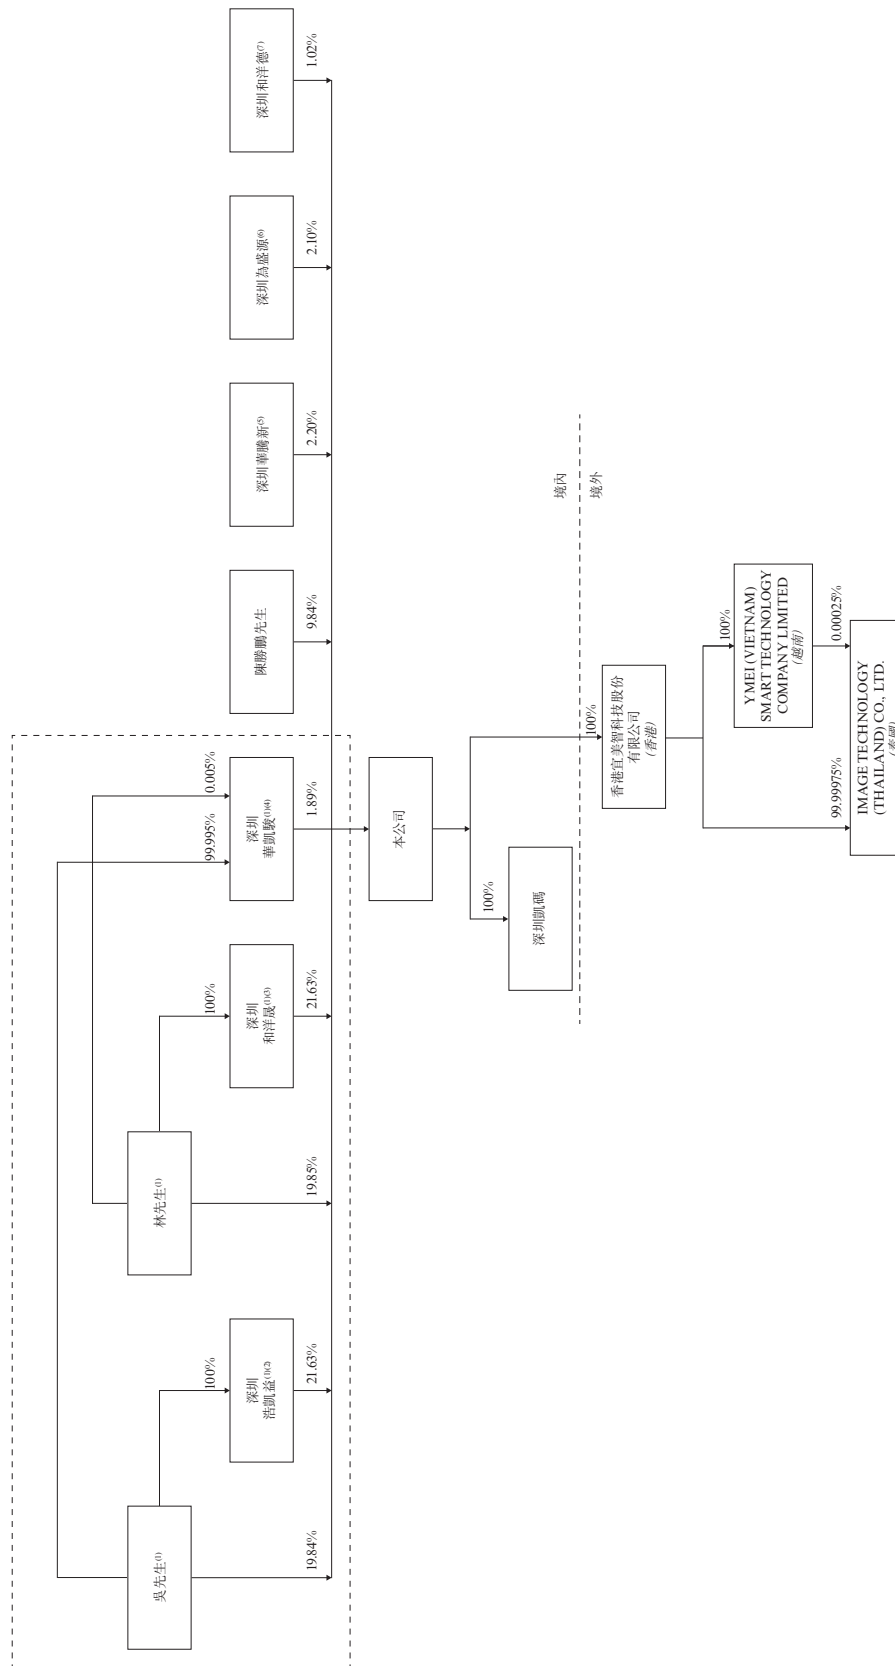 吳先生(1)
林先生(1)
100%
100%
99.995%
0.005%
深圳
浩凱益(1)(2)
深圳
和洋晟(1)(3)
深圳
華凱駿(1)(4)
陳勝鵬先生
深圳華騰新(5)
深圳為盛源(6)
深圳和洋德(7)
19.84%
21.63%
19.85%
21.63%
1.89%
9.84%
2.20%
2.10%
1.02%
本公司
100%
深圳凱碼
境內
境外
100%
香港宜美智科技股份
有限公司
(香港)
100%
YMEI (VIETNAM)
SMART TECHNOLOGY
COMPANY LIMITED
(越南)
99.99975%
0.00025%
IMAGE TECHNOLOGY
(THAILAND) CO., LTD.
(泰國)